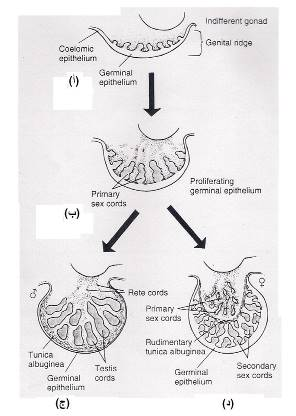 Indifferent gonad
Genital ridge
Coelomic
epithelium
Germinal
epithelium
(أ)
Primary
sex cords
Proliferating
germinal epithelium
(ب)
♂
♀
Rete cords
Primary
sex cords
Rudimentary
tunica albuginea
Tunica
albuginea
Germinal
epithelium
Testis
cords
Germinal
epithelium
Secondary
sex cords
(ج)
(د)